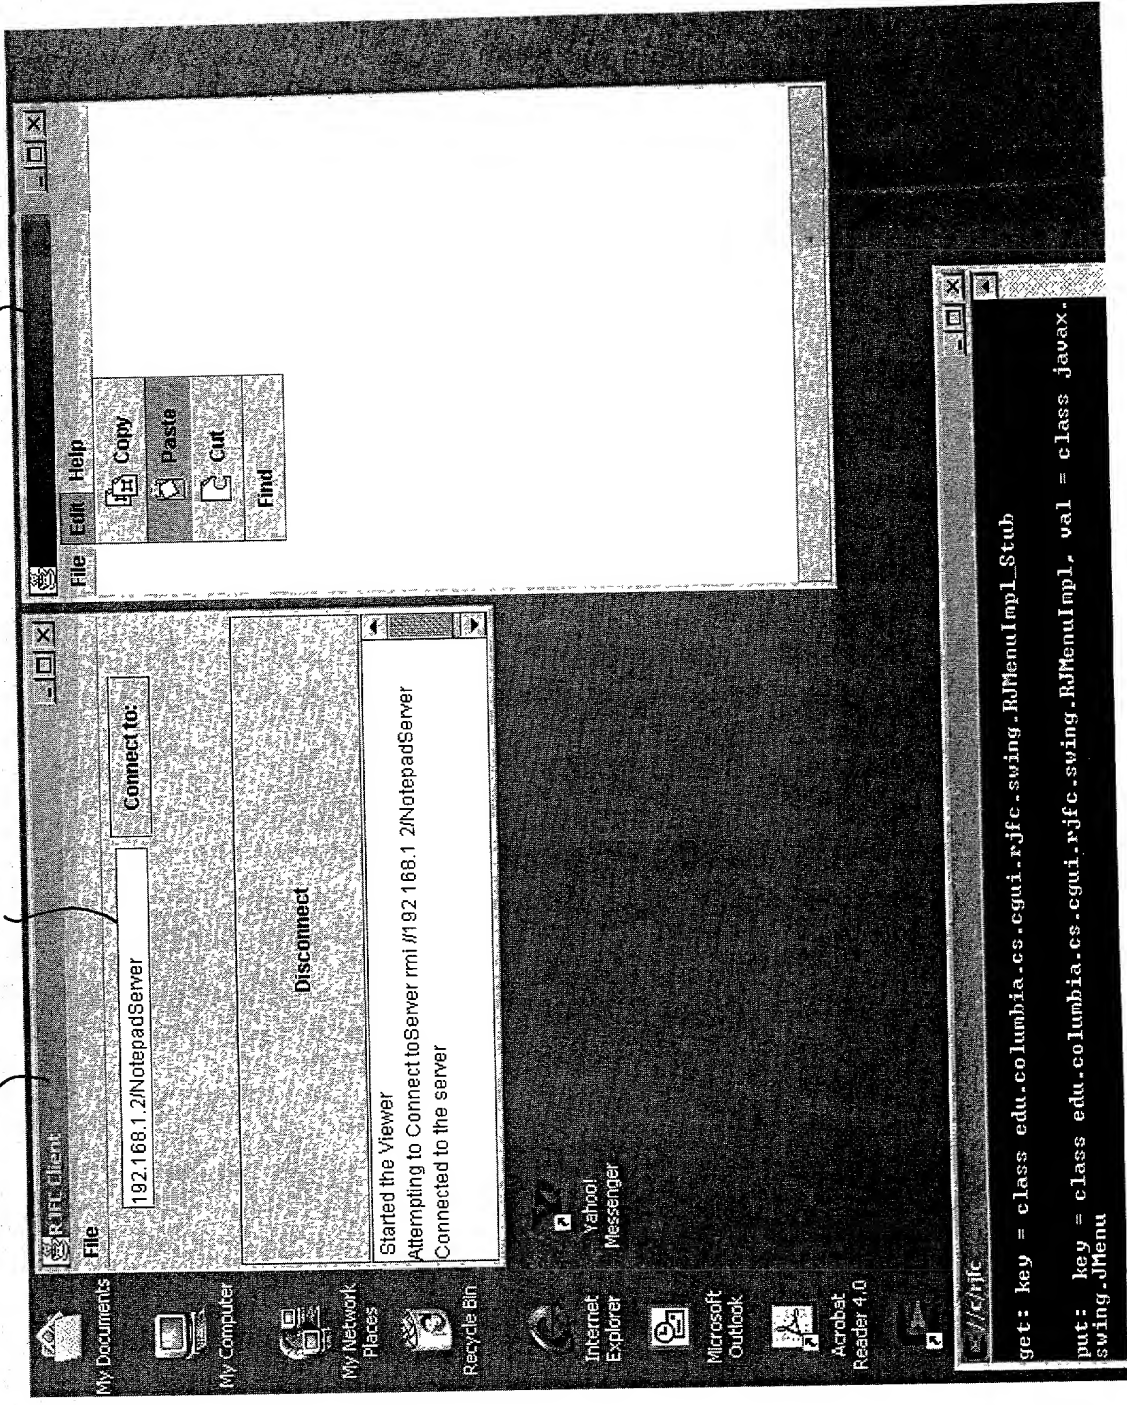 My Documents
My Computer
My Network
Places
Recycle Bin
Internet
Explorer
Microsoft
Outlook
Acrobat
Reader 4.0
Yahoo!
Messenger
RJfcClient
File
192.168.1.2/NotepadServer
Connect to:
Disconnect
Started the Viewer
Attempting to Connect toServer rmi //192 168.1 2/NotepadServer
Connected to the server
File Edit Help
Copy
Paste
Cut
Find
//c/rjfc
get: key = class edu.columbia.cs.cgui.rjfc.swing.RJMenuImpl_Stub
put: key = class edu.columbia.cs.cgui.rjfc.swing.RJMenuImpl, val = class javax.
swing.JMenu